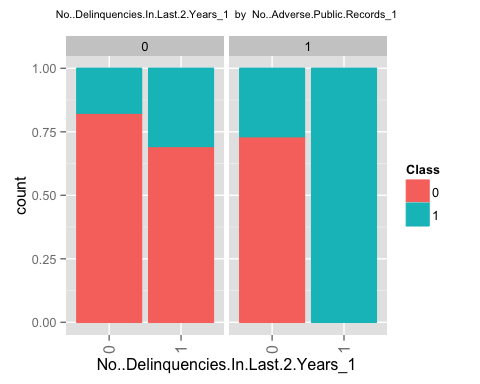 No..Delinquencies.In.Last.2.Years_1 by No..Adverse.Public.Records_1
0 1
1.00
0.75
0.50
0.25
0.00
count
0 1 0 1
No..Delinquencies.In.Last.2.Years_1
Class
0
1